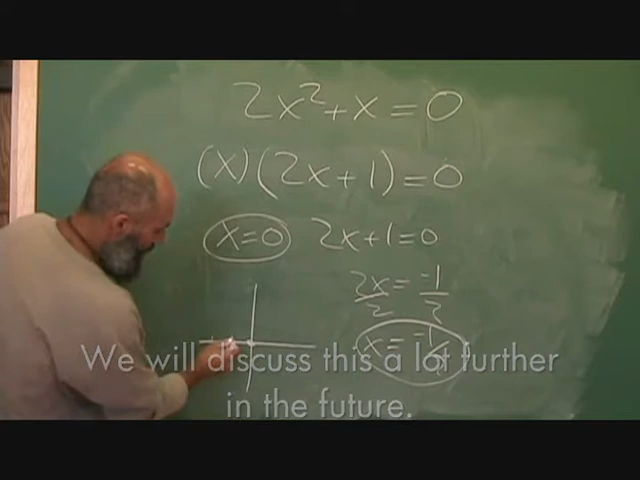 2x²+x=0
(x)(2x+1)=0
x=0 2x+1=0
2x/2=-1/2
x=-1/2
We will discuss this a lot further
in the future.